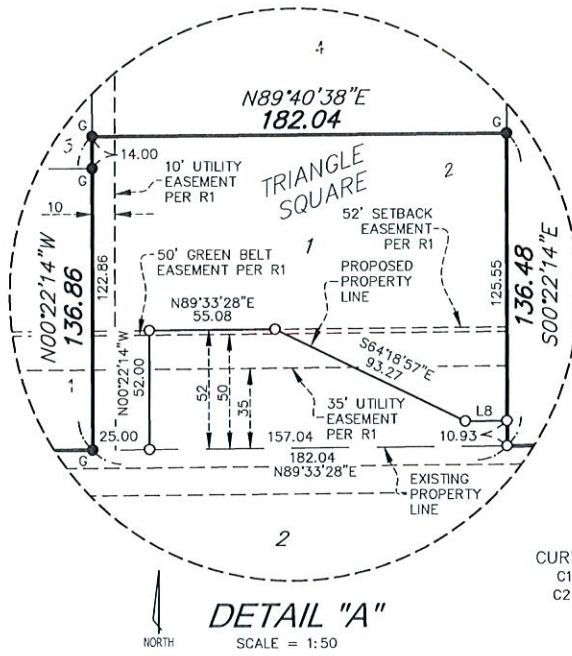 4
N89°40'38"E
182.04
G
G
3
14.00
G
10' UTILITY
EASEMENT
PER R1
TRIANGLE
SQUARE
2
52' SETBACK
EASEMENT
PER R1
10
1
50' GREEN BELT
EASEMENT PER R1
PROPOSED
PROPERTY
LINE
N00°22'14"W
136.86
122.86
125.55
136.48
S00°22'14"E
N89°33'28"E
55.08
S64°18'57"E
93.27
N00°22'14"W
52.00
52
50
35
1
35' UTILITY
EASEMENT
PER R1
L8
25.00
157.04
10.93
182.04
N89°33'28"E
G
EXISTING
PROPERTY
LINE
2
CUR
C1
C2
NORTH
DETAIL "A"
SCALE = 1:50